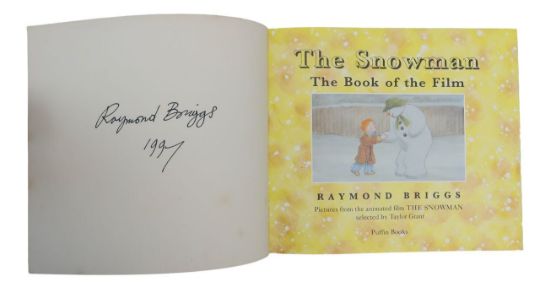 Raymond Briggs
1997
The Snowman
The Book of the Film
RAYMOND BRIGGS
Pictures from the animated film THE SNOWMAN
selected by Taylor Grant
Puffin Books